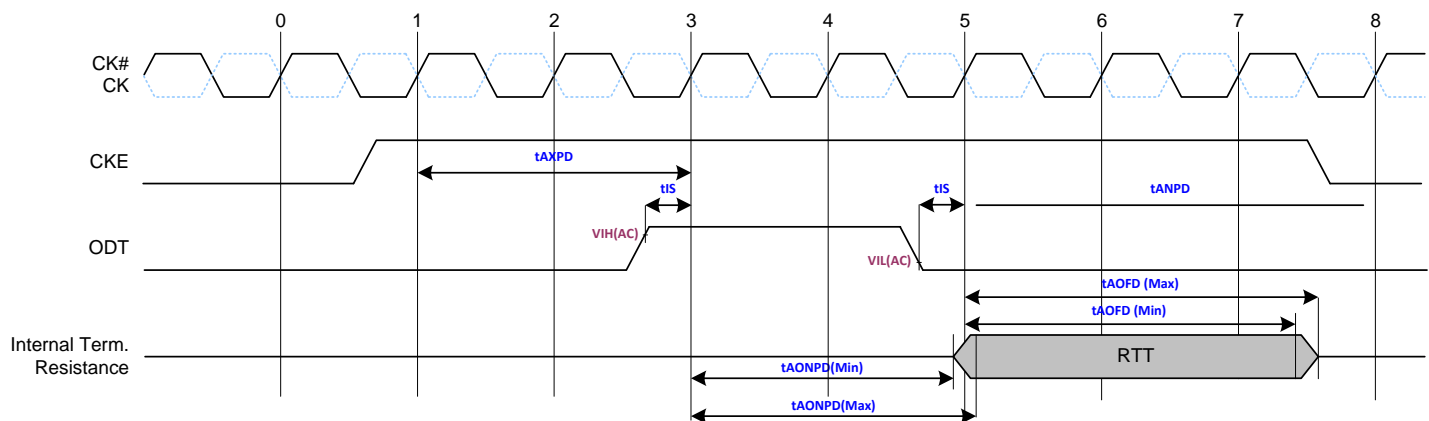 0 1 2 3 4 5 6 7 8
CK#
CK
CKE
tAXPD
tIS
tIS
tANPD
ODT
VIH(AC)
VIL(AC)
tAOFD (Max)
tAOFD (Min)
Internal Term.
Resistance
RTT
tAONPD(Min)
tAONPD(Max)